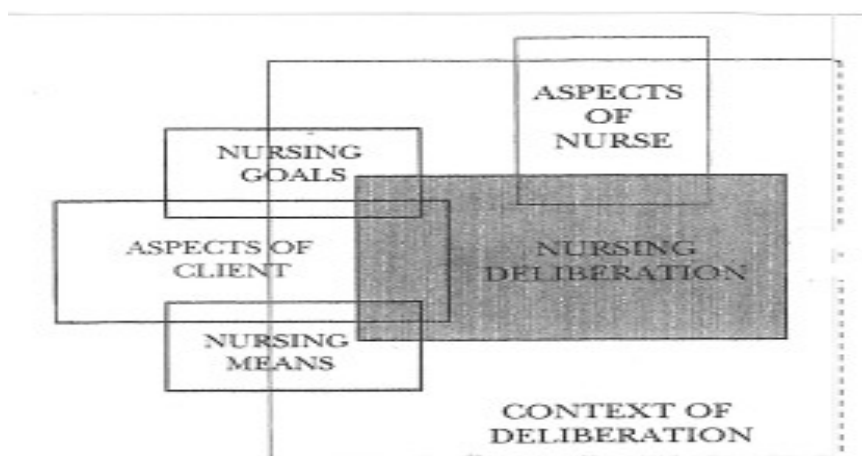 ASPECTS
OF
NURSE
NURSING
GOALS
ASPECTS OF
CLIENT
NURSING
DELIBERATION
NURSING
MEANS
CONTEXT OF
DELIBERATION